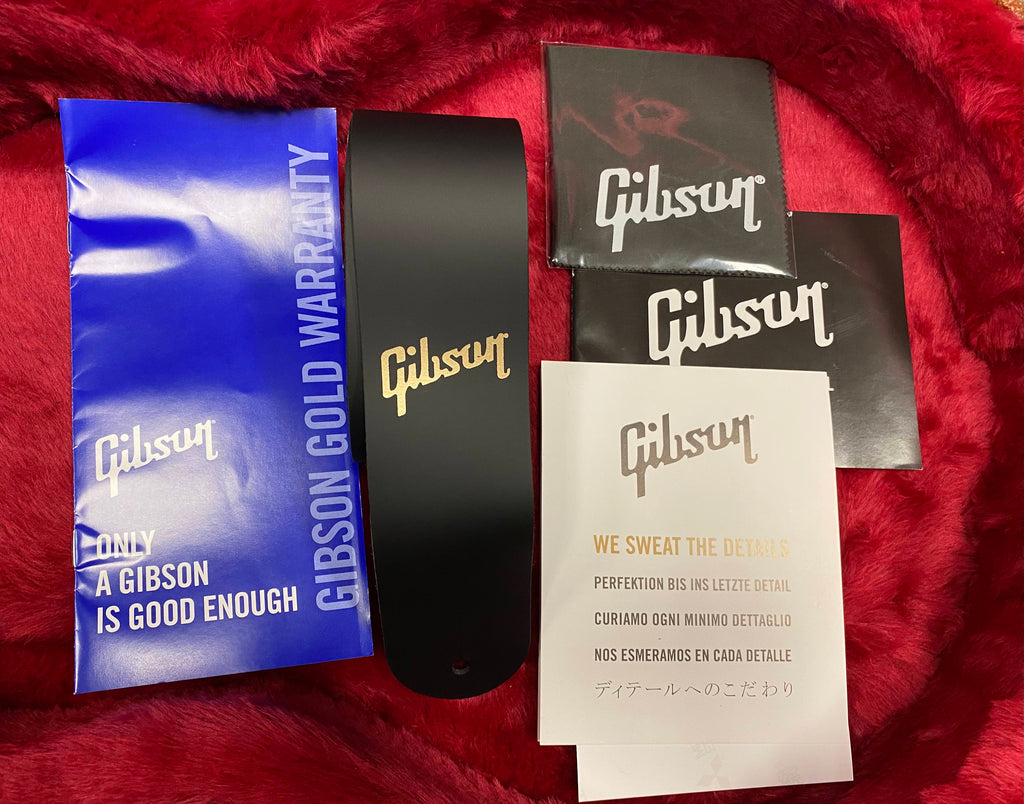 Gibson
ONLY
A GIBSON
IS GOOD ENOUGH
GIBSON GOLD WARRANTY
Gibson
Gibson®
Gibson
Gibson
WE SWEAT THE DETAILS
PERFEKTION BIS INS LETZTE DETAIL
CURIAMO OGNI MINIMO DETTAGLIO
NOS ESMERAMOS EN CADA DETALLE
ディテールへのこだわり